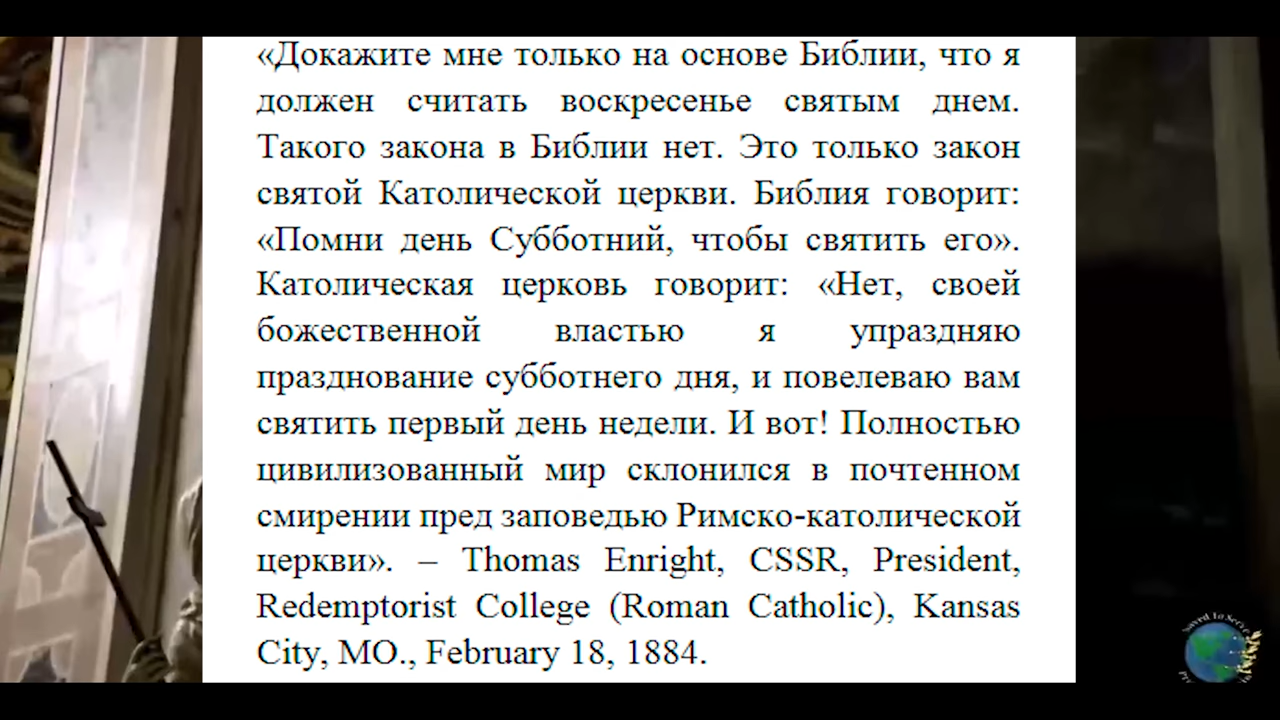 «Докажите мне только на основе Библии, что я
должен считать воскресенье святым днем.
Такого закона в Библии нет. Это только закон
святой Католической церкви. Библия говорит:
«Помни день Субботний, чтобы святить его».
Католическая церковь говорит: «Нет, своей
божественной властью я упраздняю
празднование субботнего дня, и повелеваю вам
святить первый день недели. И вот! Полностью
цивилизованный мир склонился в почтенном
смирении пред заповедью Римско-католической
церкви». – Thomas Enright, CSSR, President,
Redemptorist College (Roman Catholic), Kansas
City, MO., February 18, 1884.
Saved To Serve